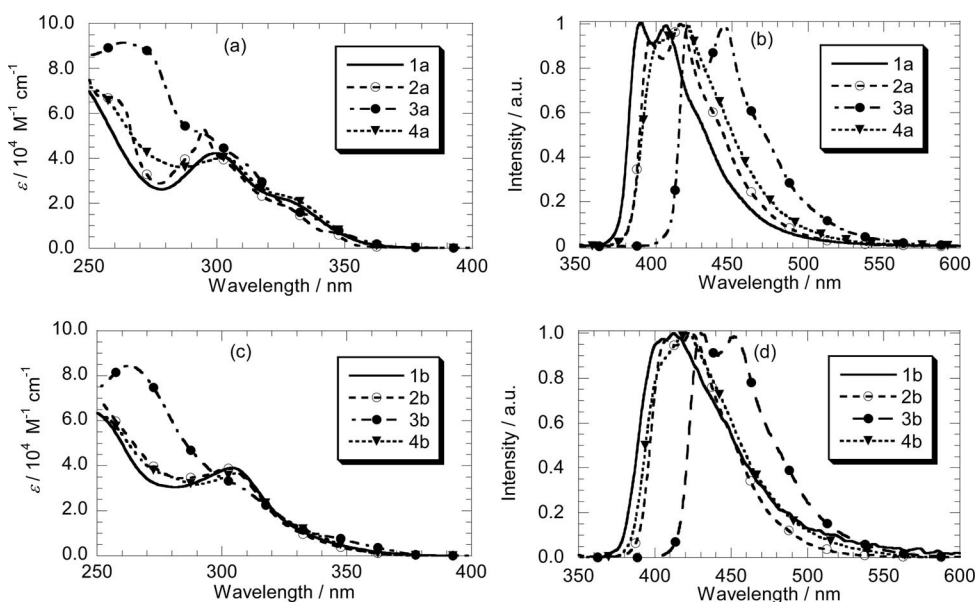 10.0
8.0
6.0
4.0
2.0
0.0
ε / 10⁴ M⁻¹ cm⁻¹
(a)
1a
2a
3a
4a
250 300 350 400
Wavelength / nm
1
0.8
0.6
0.4
0.2
0
Intensity / a.u.
(b)
1a
2a
3a
4a
350 400 450 500 550 600
Wavelength / nm
10.0
8.0
6.0
4.0
2.0
0.0
ε / 10⁴ M⁻¹ cm⁻¹
(c)
1b
2b
3b
4b
250 300 350 400
Wavelength / nm
1.0
0.8
0.6
0.4
0.2
0.0
Intensity / a.u.
(d)
1b
2b
3b
4b
350 400 450 500 550 600
Wavelength / nm